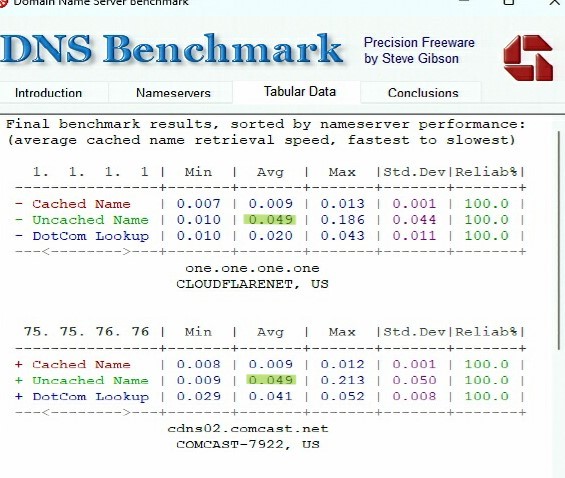 Domain Name Server Benchmark
DNS Benchmark
Precision Freeware
by Steve Gibson
Introduction Nameservers Tabular Data Conclusions
Final benchmark results, sorted by nameserver performance:
(average cached name retrieval speed, fastest to slowest)
1. 1. 1. 1 | Min | Avg | Max |Std.Dev|Reliab%|
----------------+-------+-------+-------+-------+-------+
- Cached Name | 0.007 | 0.009 | 0.013 | 0.001 | 100.0 |
- Uncached Name | 0.010 | 0.049 | 0.186 | 0.044 | 100.0 |
- DotCom Lookup | 0.010 | 0.020 | 0.043 | 0.011 | 100.0 |
---<-------->---+-------+-------+-------+-------+-------+
one.one.one.one
CLOUDFLARENET, US
75. 75. 76. 76 | Min | Avg | Max |Std.Dev|Reliab%|
----------------+-------+-------+-------+-------+-------+
+ Cached Name | 0.008 | 0.009 | 0.012 | 0.001 | 100.0 |
+ Uncached Name | 0.009 | 0.049 | 0.213 | 0.050 | 100.0 |
+ DotCom Lookup | 0.029 | 0.041 | 0.052 | 0.008 | 100.0 |
---<-------->---+-------+-------+-------+-------+-------+
cdns02.comcast.net
COMCAST-7922, US